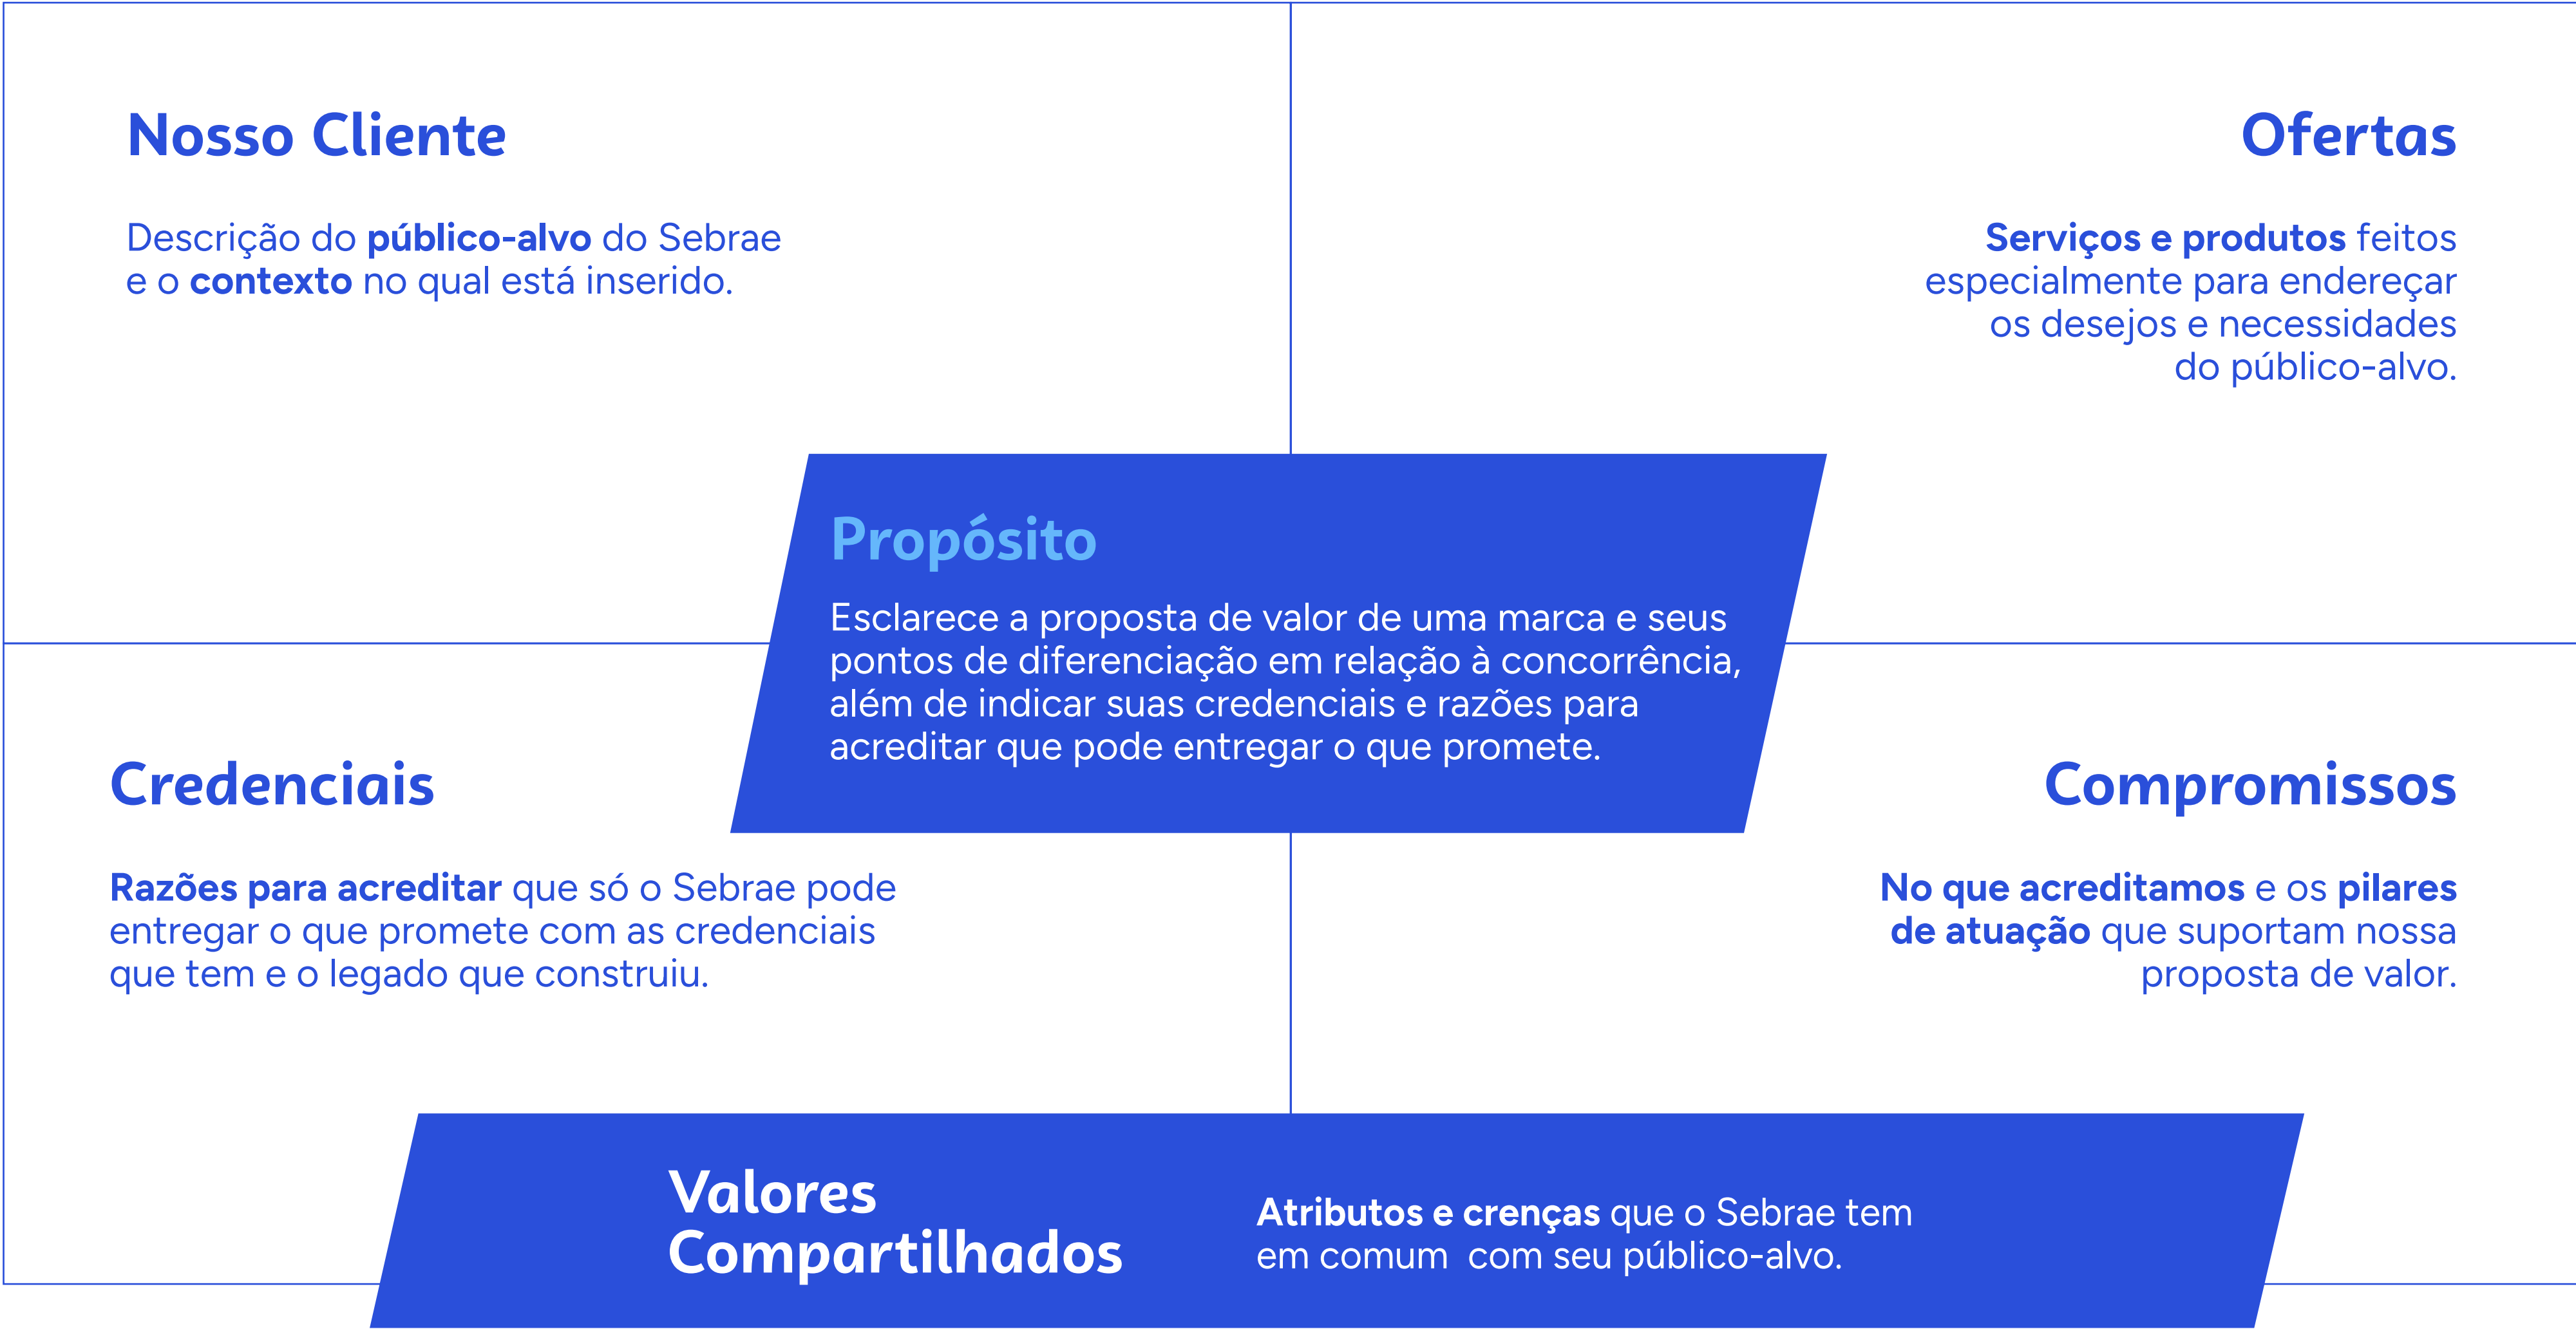 Nosso Cliente
Descrição do público-alvo do Sebrae
e o contexto no qual está inserido.
Ofertas
Serviços e produtos feitos
especialmente para endereçar
os desejos e necessidades
do público-alvo.
Propósito
Esclarece a proposta de valor de uma marca e seus
pontos de diferenciação em relação à concorrência,
além de indicar suas credenciais e razões para
acreditar que pode entregar o que promete.
Credenciais
Razões para acreditar que só o Sebrae pode
entregar o que promete com as credenciais
que tem e o legado que construiu.
Compromissos
No que acreditamos e os pilares
de atuação que suportam nossa
proposta de valor.
Valores
Compartilhados
Atributos e crenças que o Sebrae tem
em comum  com seu público-alvo.